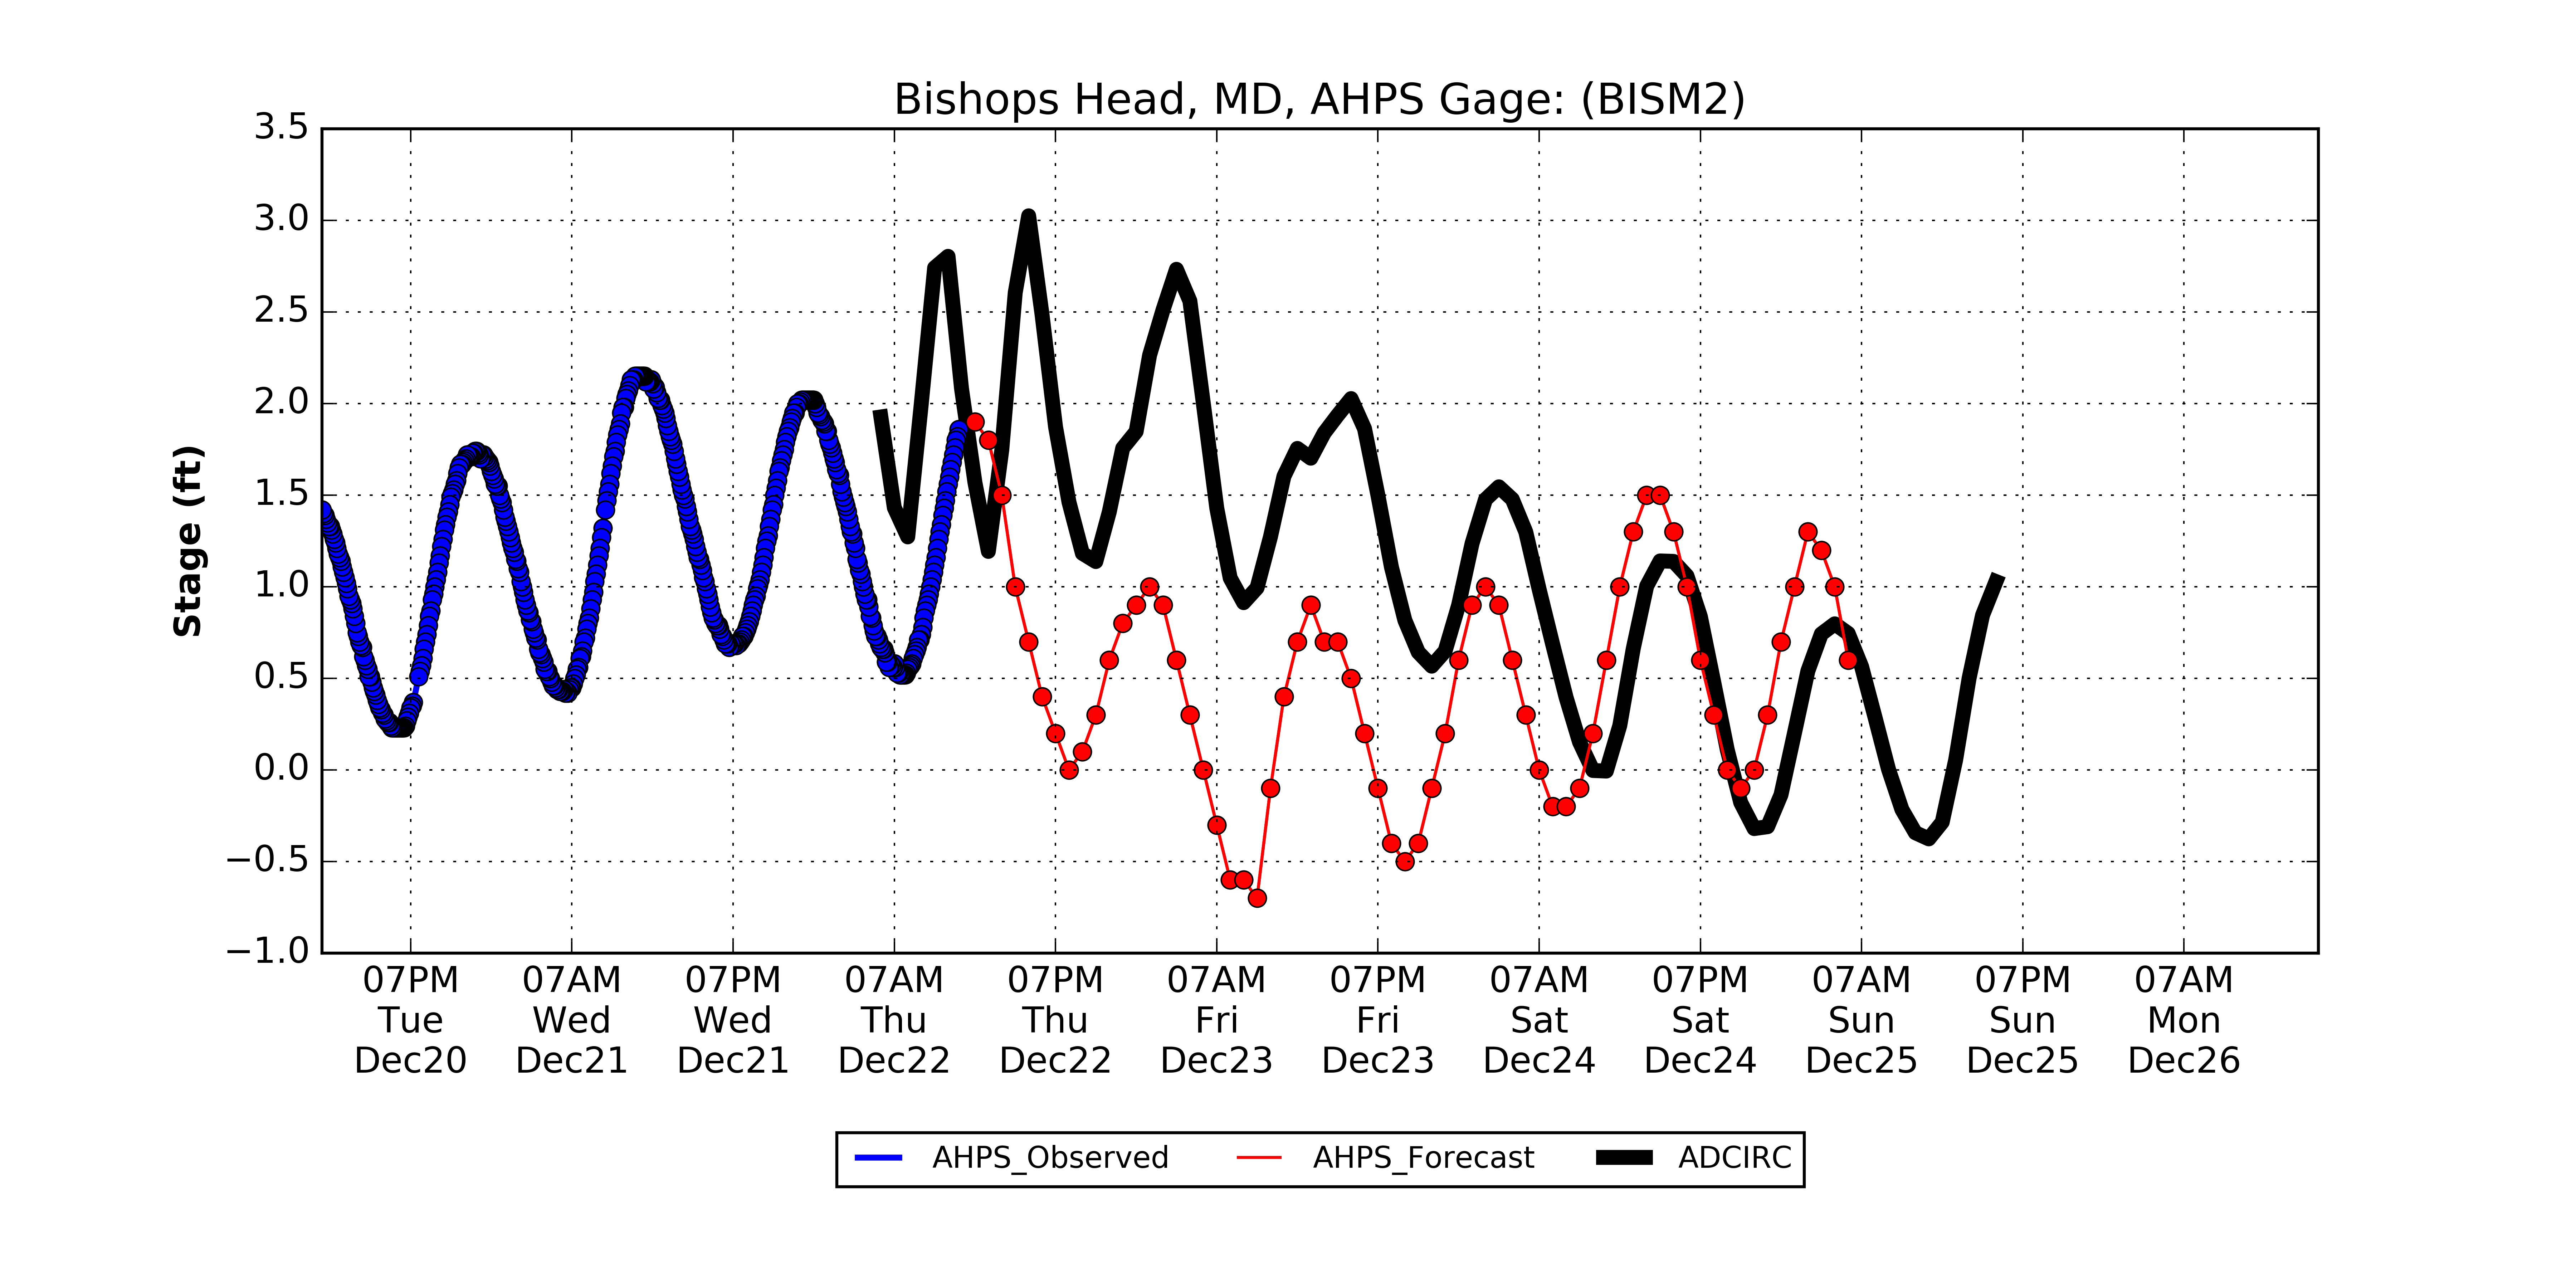 Bishops Head, MD, AHPS Gage: (BISM2)
3.5
3.0
2.5
2.0
1.5
1.0
0.5
0.0
−0.5
−1.0
Stage (ft)
07PM 07AM 07PM 07AM 07PM 07AM 07PM 07AM 07PM 07AM 07PM 07AM
Tue Wed Wed Thu Thu Fri Fri Sat Sat Sun Sun Mon
Dec20 Dec21 Dec21 Dec22 Dec22 Dec23 Dec23 Dec24 Dec24 Dec25 Dec25 Dec26
AHPS_Observed AHPS_Forecast ADCIRC